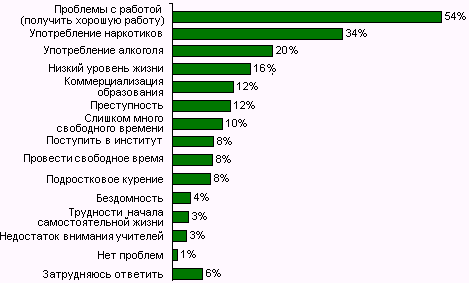 Проблемы с работой
(получить хорошую работу)
54%
Употребление наркотиков
34%
Употребление алкоголя
20%
Низкий уровень жизни
16%
Коммерциализация
образования
12%
Преступность
12%
Слишком много
свободного времени
10%
Поступить в институт
8%
Провести свободное время
8%
Подростковое курение
8%
Бездомность
4%
Трудности начала
самостоятельной жизни
3%
Недостаток внимания учителей
3%
Нет проблем
1%
Затрудняюсь ответить
6%